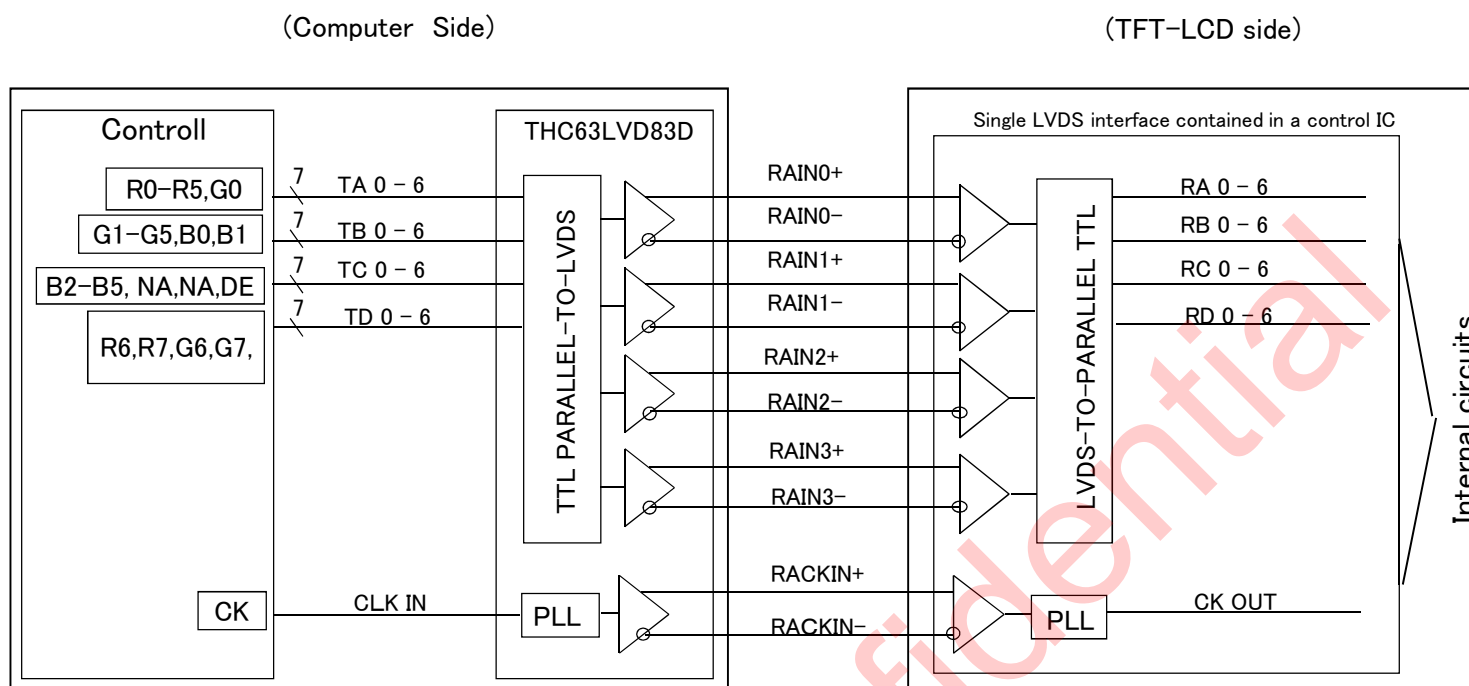 (Computer Side)
(TFT-LCD side)
Controll
THC63LVD83D
Single LVDS interface contained in a control IC
R0-R5,G0
7
TA 0 - 6
RAIN0+
RA 0 - 6
G1-G5,B0,B1
7
TB 0 - 6
RAIN0-
RB 0 - 6
B2-B5, NA,NA,DE
7
TC 0 - 6
RAIN1+
RC 0 - 6
R6,R7,G6,G7,
7
TD 0 - 6
RAIN1-
RD 0 - 6
TTL PARALLEL-TO-LVDS
RAIN2+
RAIN2-
RAIN3+
RAIN3-
LVDS-TO-PARALLEL TTL
Internal circuits
CK
CLK IN
PLL
RACKIN+
RACKIN-
PLL
CK OUT